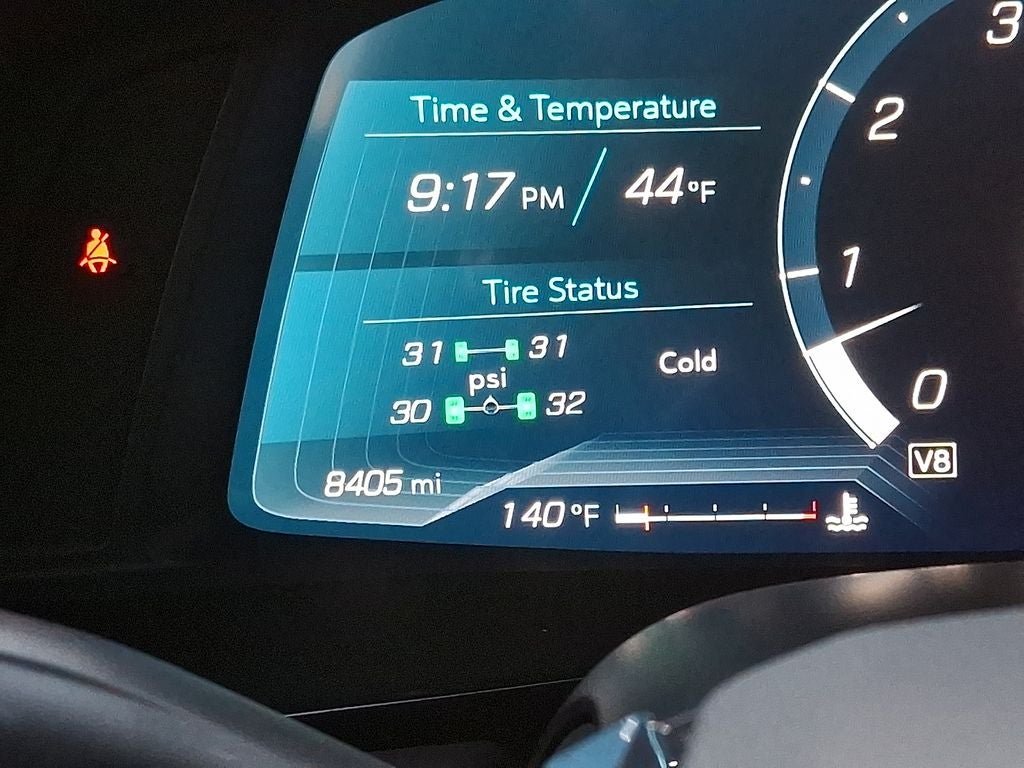 Time & Temperature
9:17 PM / 44°F
Tire Status
31 31
psi
Cold
30 32
8405 mi
140°F
3
2
1
0
V8